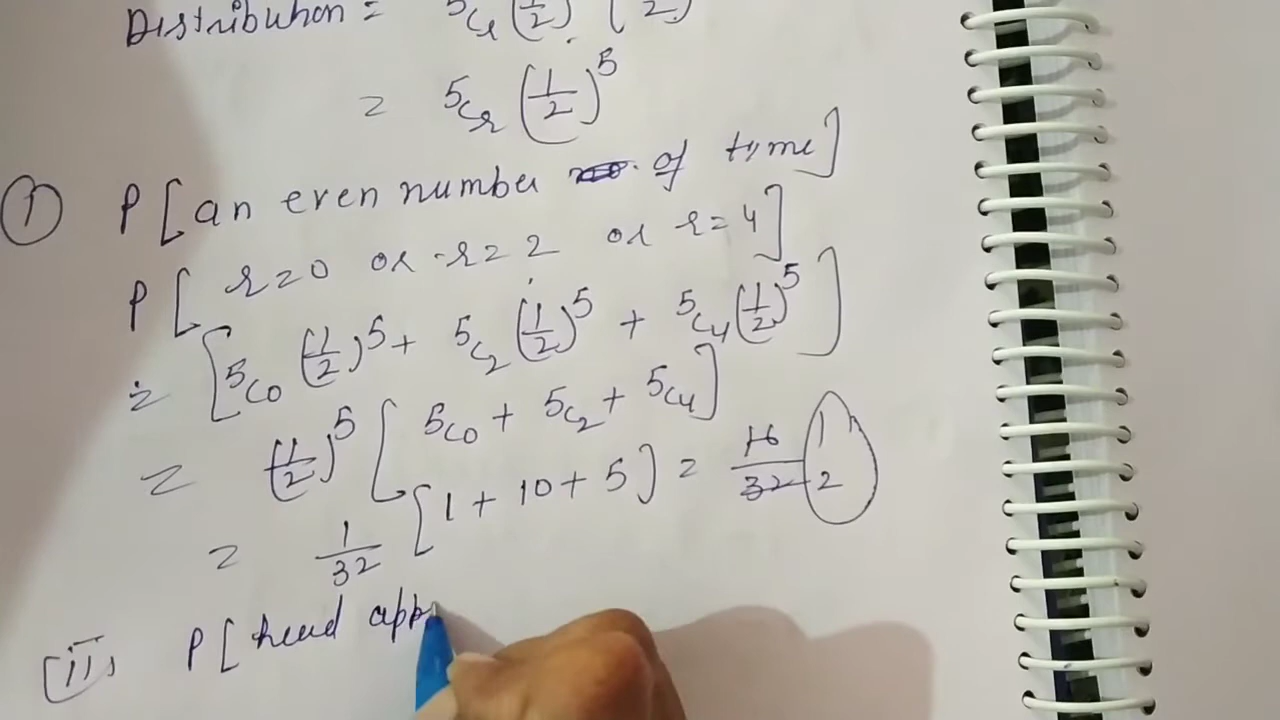 Distribution = 5Cr (1/2) (1/2)
= 5Cr (1/2)^5
(1) P[an even number of time]
P[r=0 or r=2 or r=4]
= [5C0 (1/2)^5 + 5C2 (1/2)^5 + 5C4 (1/2)^5]
= (1/2)^5 [5C0 + 5C2 + 5C4]
= 1/32 [1 + 10 + 5] = 16/32 1/2
(ii) P[head app